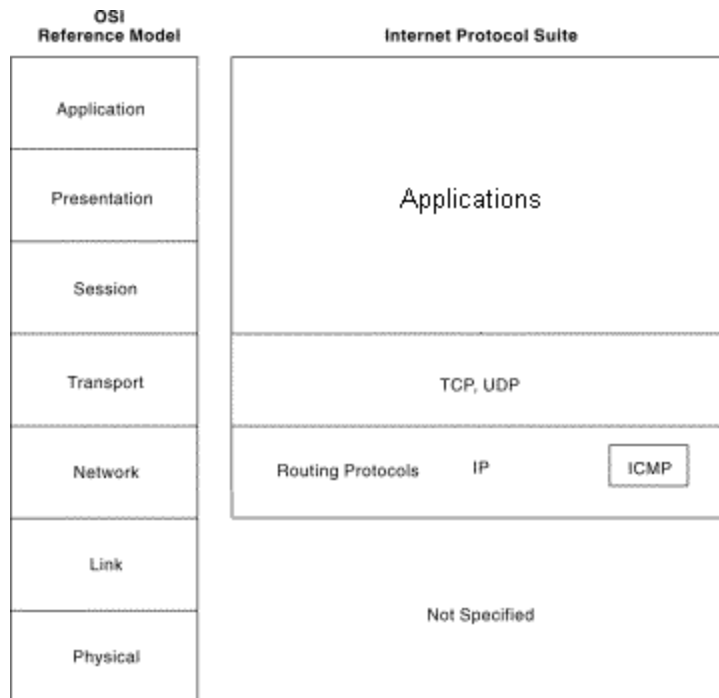 OSI
Reference Model
Internet Protocol Suite
Application
Presentation
Applications
Session
Transport
TCP, UDP
Network
Routing Protocols
IP
ICMP
Link
Not Specified
Physical